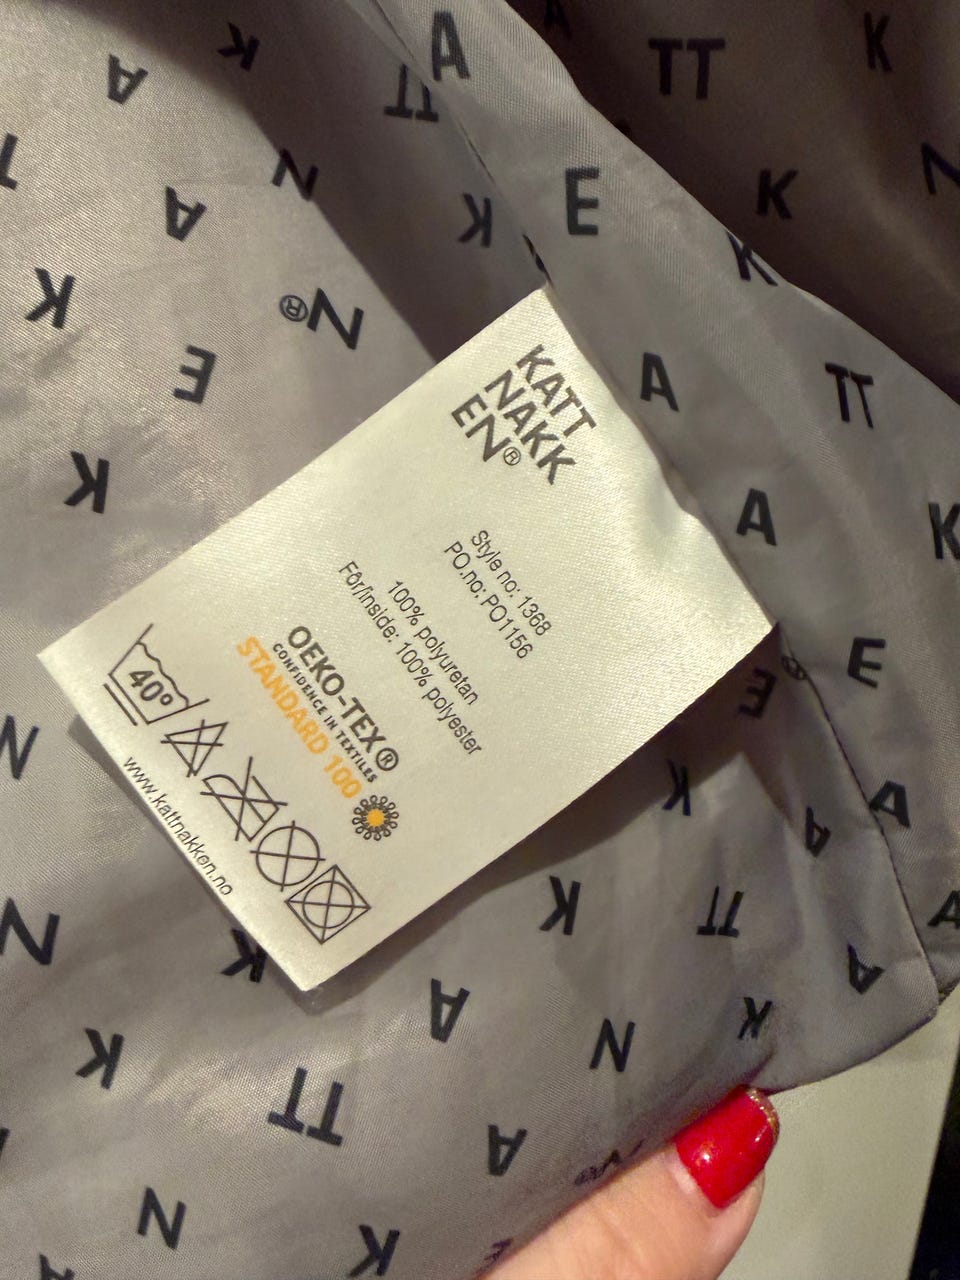 KATT
NAKK
EN®
Style no: 1368
PO.no: PO1156
100% polyuretan
Fôr/inside: 100% polyester
OEKO-TEX®
CONFIDENCE IN TEXTILES
STANDARD 100
40°
www.kattnakken.no